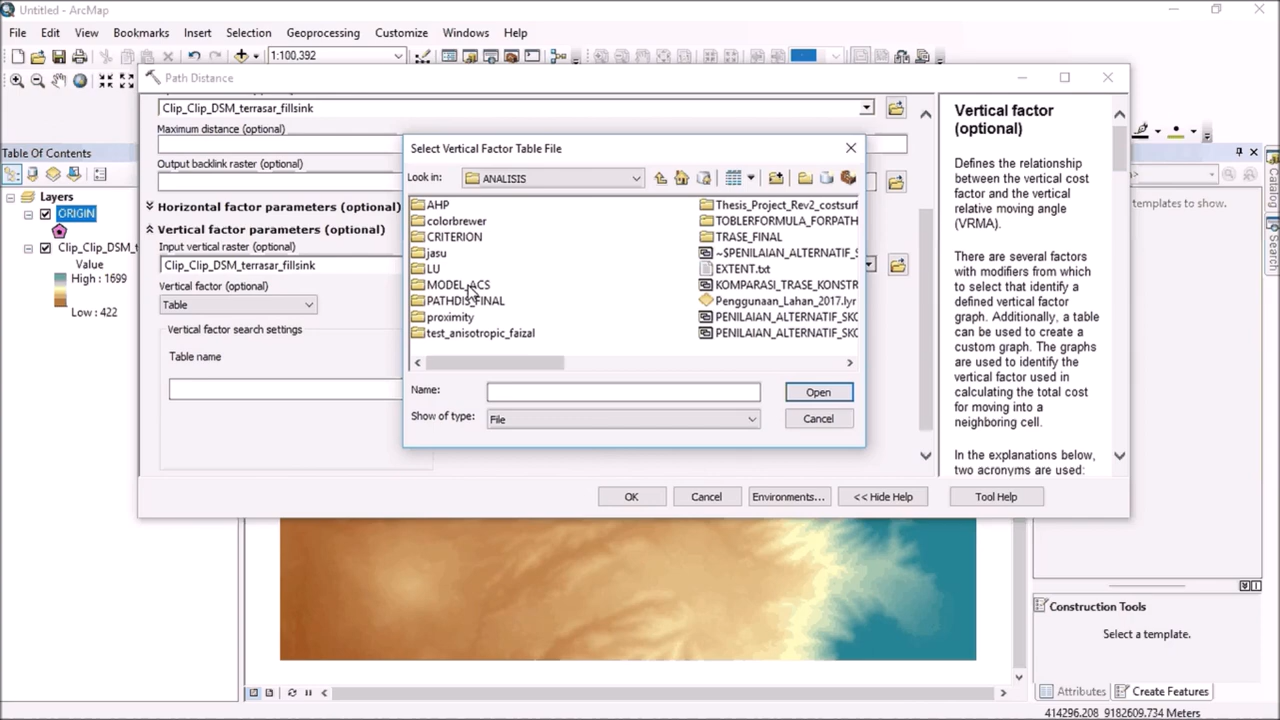 Untitled - ArcMap
File Edit View Bookmarks Insert Selection Geoprocessing Customize Windows Help
1:100,392
Path Distance
Clip_Clip_DSM_terrasar_fillsink
Maximum distance (optional)
Output backlink raster (optional)
Horizontal factor parameters (optional)
Vertical factor parameters (optional)
Input vertical raster (optional)
Clip_Clip_DSM_terrasar_fillsink
Vertical factor (optional)
Table
Vertical factor search settings
Table name
OK
Cancel
Environments...
<< Hide Help
Tool Help
Select Vertical Factor Table File
Look in:
ANALISIS
AHP
colorbrewer
CRITERION
jasu
LU
MODEL_ACS
PATHDIS_FINAL
proximity
test_anisotropic_faizal
Thesis_Project_Rev2_costsurf
TOBLERFORMULA_FORPATH
TRASE_FINAL
~$PENILAIAN_ALTERNATIF_S
EXTENT.txt
KOMPARASI_TRASE_KONSTR
Penggunaan_Lahan_2017.lyr
PENILAIAN_ALTERNATIF_SK
PENILAIAN_ALTERNATIF_SK
Name:
Open
Show of type:
File
Cancel
Vertical factor
(optional)
Defines the relationship
between the vertical cost
factor and the vertical
relative moving angle
(VRMA).
There are several factors
with modifiers from which
to select that identify a
defined vertical factor
graph. Additionally, a table
can be used to create a
custom graph. The graphs
are used to identify the
vertical factor used in
calculating the total cost
for moving into a
neighboring cell.
In the explanations below,
two acronyms are used:
Table Of Contents
Layers
ORIGIN
Clip_Clip_DSM_t
Value
High : 1699
Low : 422
templates to show.
Catalog
Search
Construction Tools
Select a template.
Attributes
Create Features
414296.208 9182609.734 Meters